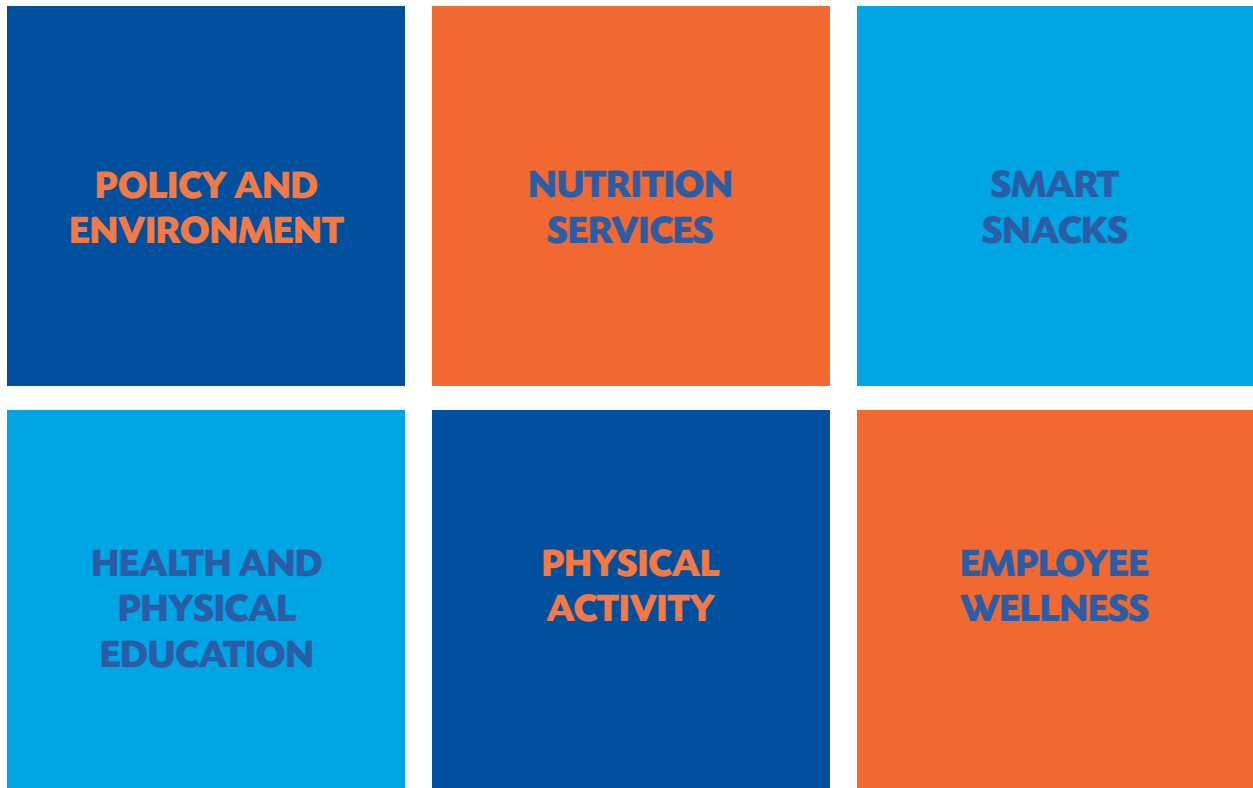 POLICY AND
ENVIRONMENT
NUTRITION
SERVICES
SMART
SNACKS
HEALTH AND
PHYSICAL
EDUCATION
PHYSICAL
ACTIVITY
EMPLOYEE
WELLNESS